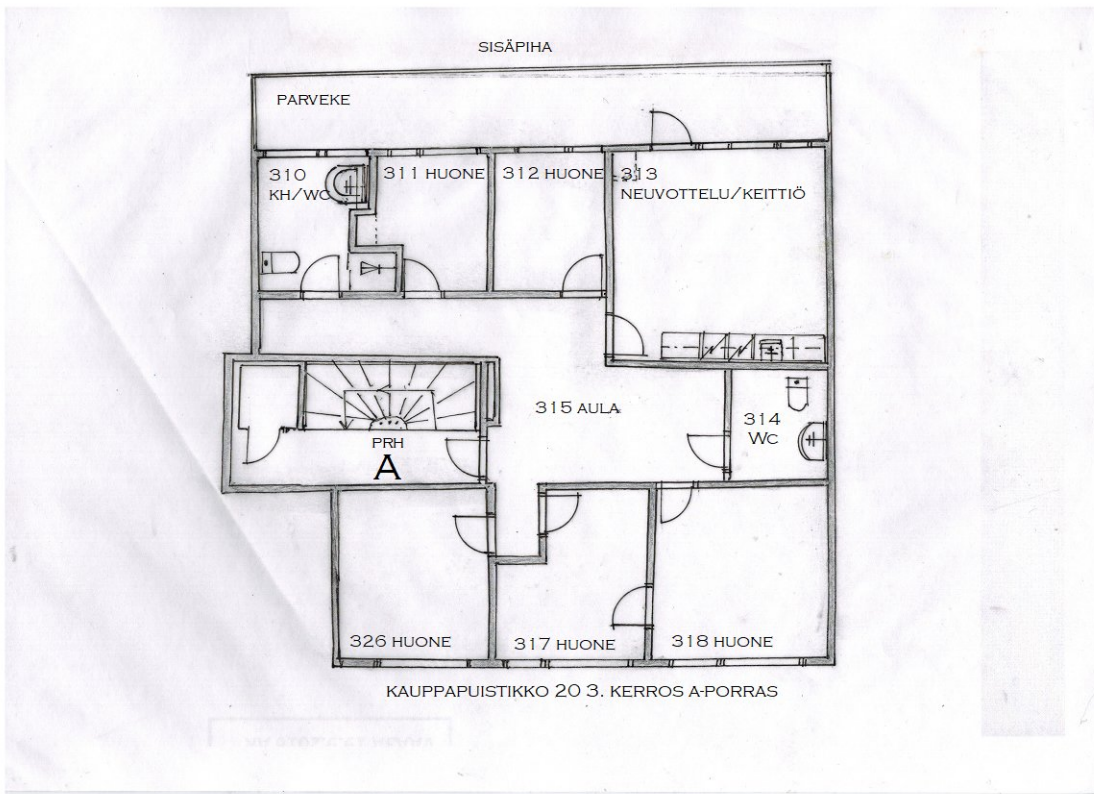 SISÄPIHA
PARVEKE
310
KH/WC
311 HUONE
312 HUONE
313
NEUVOTTELU/KEITTIÖ
315 AULA
314
WC
PRH
A
326 HUONE
317 HUONE
318 HUONE
KAUPPAPUISTIKKO 20 3. KERROS A-PORRAS